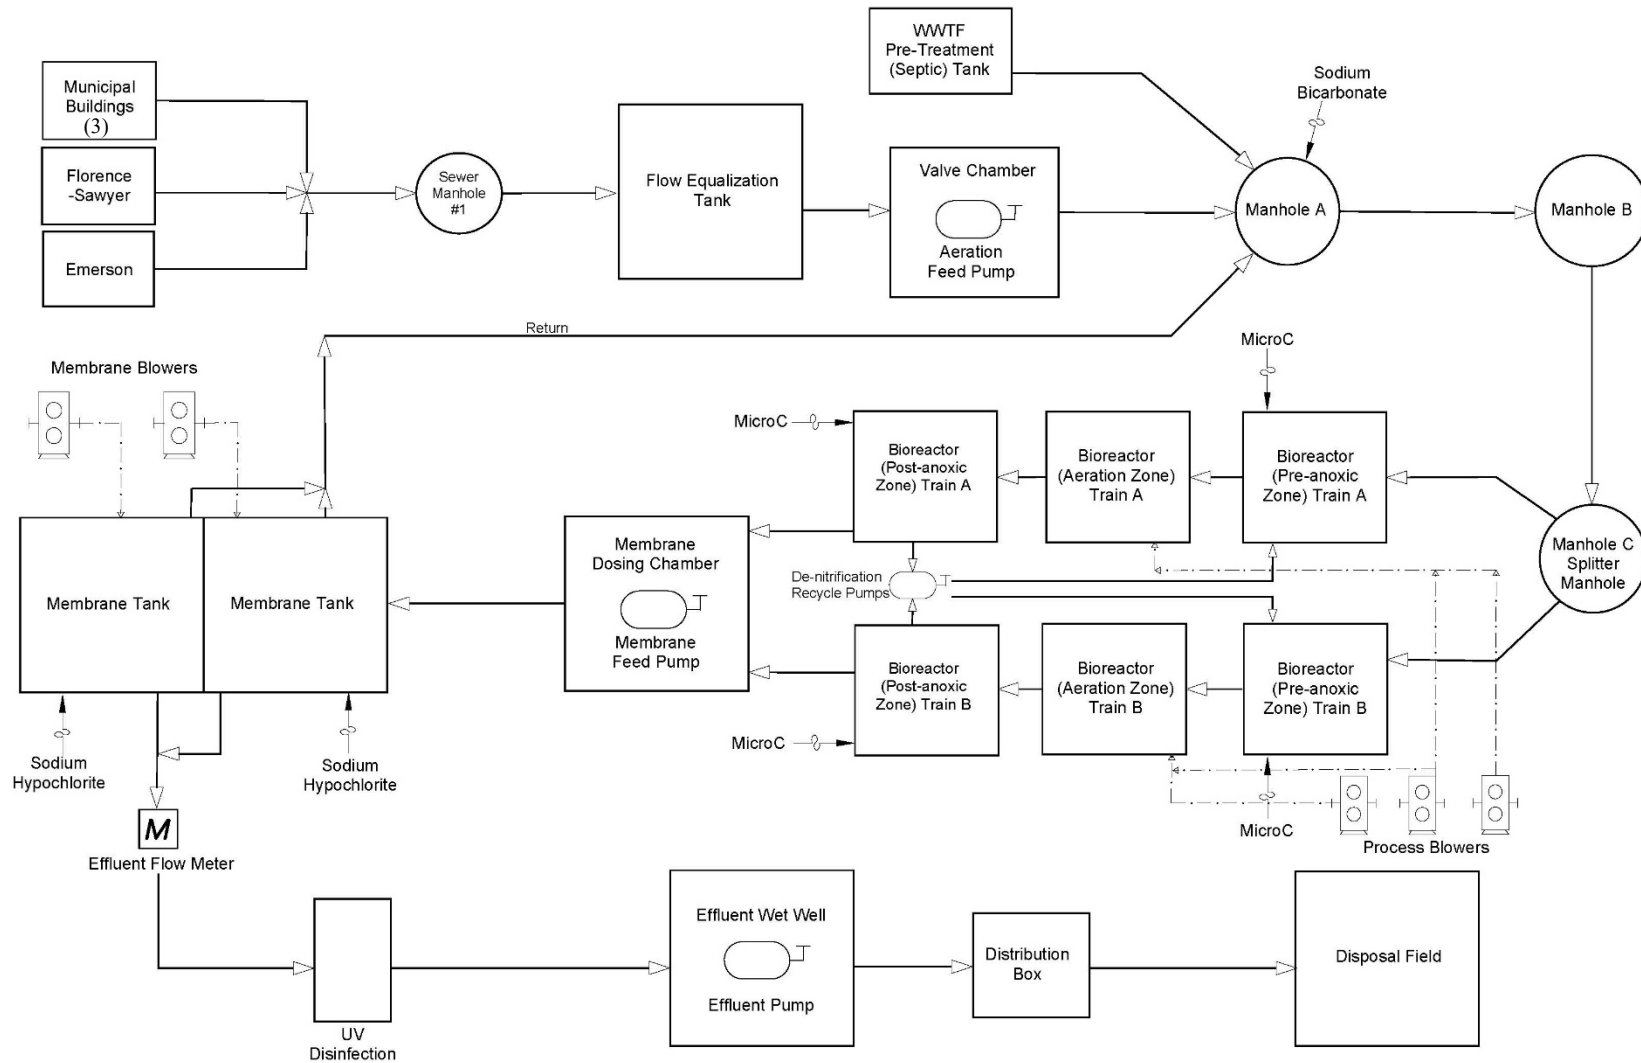 Municipal
Buildings
(3)
Florence
-Sawyer
Emerson
Sewer
Manhole
#1
Flow Equalization
Tank
Valve Chamber
Aeration
Feed Pump
WWTF
Pre-Treatment
(Septic) Tank
Sodium
Bicarbonate
Manhole A
Manhole B
Return
Membrane Blowers
MicroC
MicroC
Bioreactor
(Post-anoxic
Zone) Train A
Bioreactor
(Aeration Zone)
Train A
Bioreactor
(Pre-anoxic
Zone) Train A
Manhole C
Splitter
Manhole
Membrane Tank
Membrane Tank
Membrane
Dosing Chamber
Membrane
Feed Pump
De-nitrification
Recycle Pumps
Bioreactor
(Post-anoxic
Zone) Train B
Bioreactor
(Aeration Zone)
Train B
Bioreactor
(Pre-anoxic
Zone) Train B
MicroC
MicroC
Process Blowers
Sodium
Hypochlorite
Sodium
Hypochlorite
M
Effluent Flow Meter
UV
Disinfection
Effluent Wet Well
Effluent Pump
Distribution
Box
Disposal Field